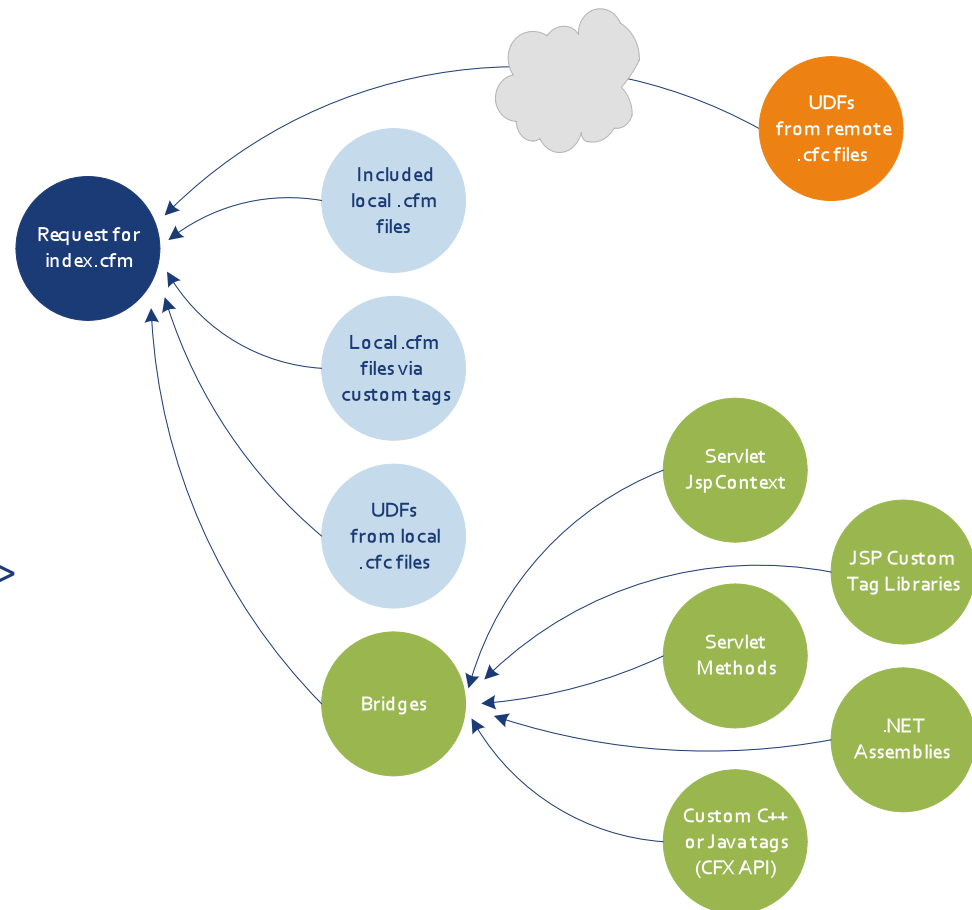 UDFs
from remote
.cfc files
Included
local .cfm
files
Request for
index.cfm
Local .cfm
files via
custom tags
Servlet
JspContext
UDFs
from local
.cfc files
>
JSP Custom
Tag Libraries
Servlet
Methods
Bridges
.NET
Assemblies
Custom C++
or Java tags
(CFX API)